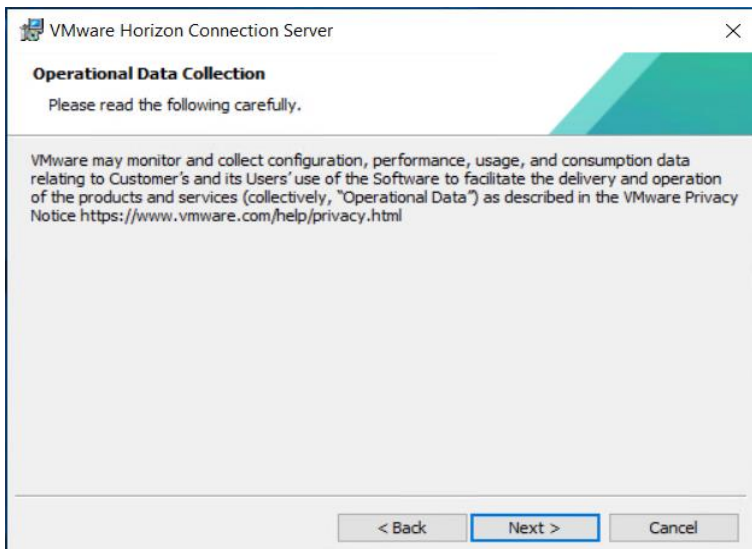 VMware Horizon Connection Server
Operational Data Collection
Please read the following carefully.
VMware may monitor and collect configuration, performance, usage, and consumption data
relating to Customer's and its Users' use of the Software to facilitate the delivery and operation
of the products and services (collectively, "Operational Data") as described in the VMware Privacy
Notice https://www.vmware.com/help/privacy.html
< Back Next > Cancel